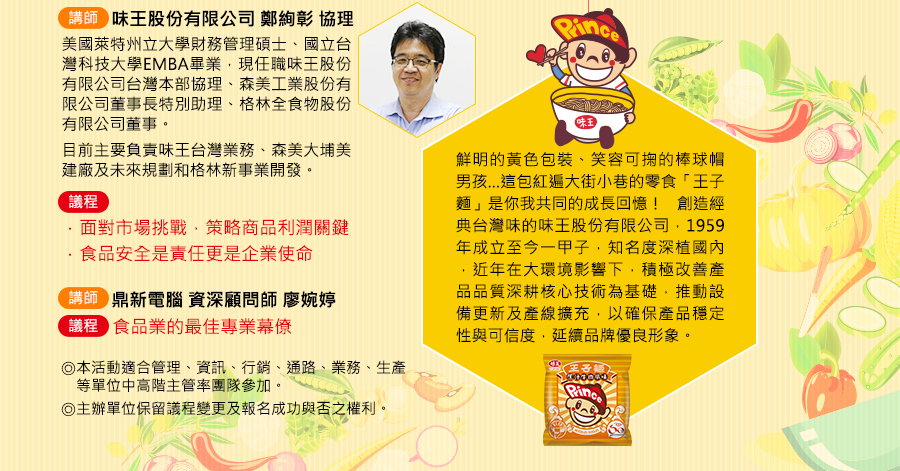 講師 味王股份有限公司 鄭絢彰 協理
美國萊特州立大學財務管理碩士、國立台
灣科技大學EMBA畢業，現任職味王股份
有限公司台灣本部協理、森美工業股份有
限公司董事長特別助理、格林全食物股份
有限公司董事。
目前主要負責味王台灣業務、森美大埔美
建廠及未來規劃和格林新事業開發。
議程
．面對市場挑戰，策略商品利潤關鍵
．食品安全是責任更是企業使命
講師 鼎新電腦 資深顧問師 廖婉婷
議程 食品業的最佳專業幕僚
◎本活動適合管理、資訊、行銷、通路、業務、生產
等單位中高階主管率團隊參加。
◎主辦單位保留議程變更及報名成功與否之權利。
Prince
味王
鮮明的黃色包裝、笑容可掬的棒球帽
男孩...這包紅遍大街小巷的零食「王子
麵」是你我共同的成長回憶！ 創造經
典台灣味的味王股份有限公司，1959
年成立至今一甲子，知名度深植國內
，近年在大環境影響下，積極改善產
品品質深耕核心技術為基礎，推動設
備更新及產線擴充，以確保產品穩定
性與可信度，延續品牌優良形象。
味王
王子麵
Prince